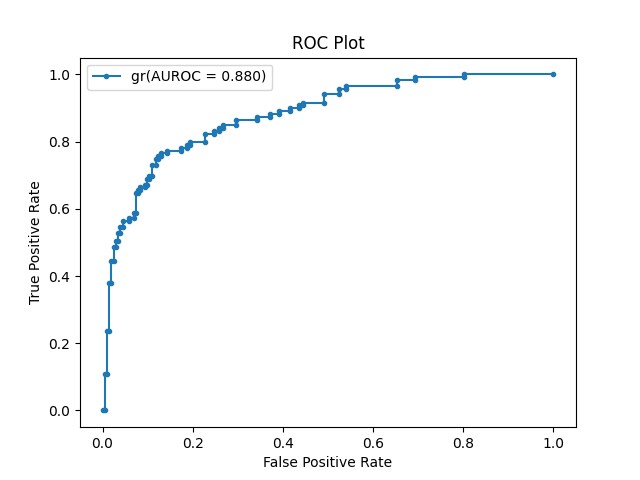 ROC Plot
gr(AUROC = 0.880)
True Positive Rate
1.0
0.8
0.6
0.4
0.2
0.0
0.0 0.2 0.4 0.6 0.8 1.0
False Positive Rate